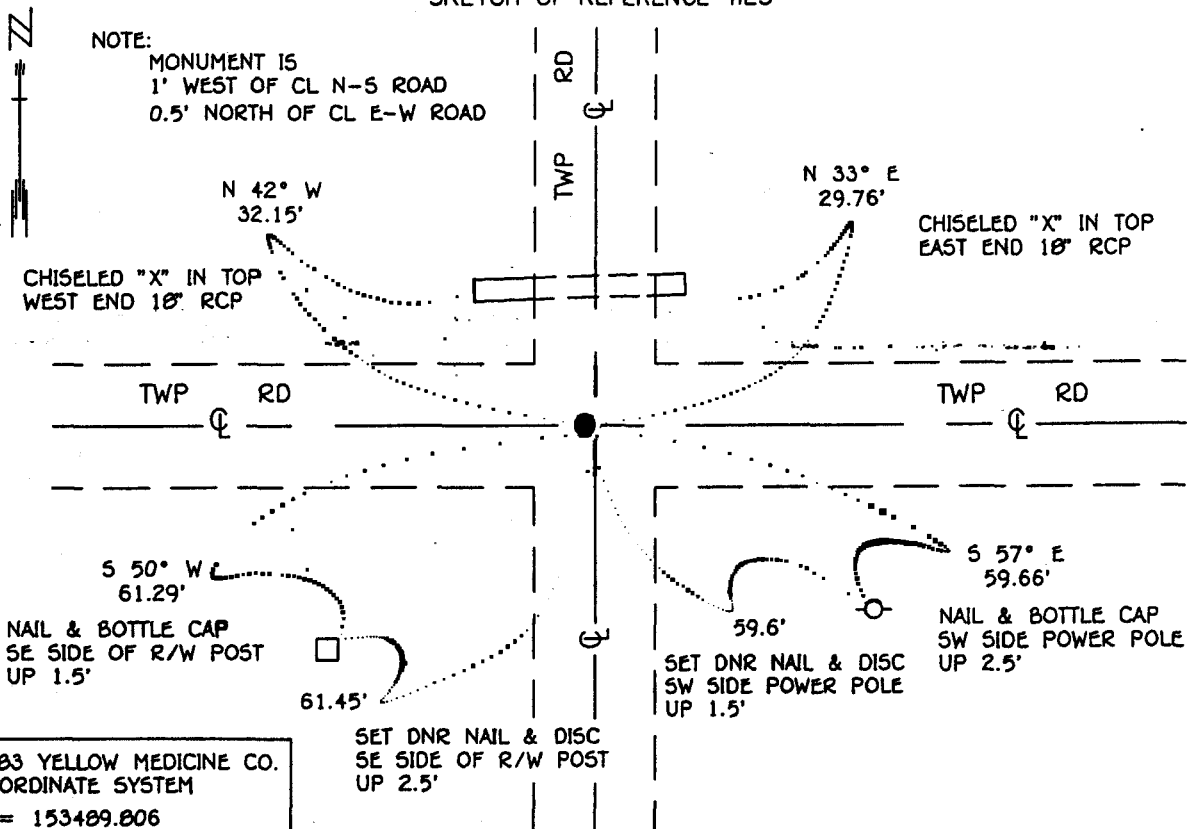 SKETCH OF REFERENCE TIES
N
NOTE:
MONUMENT IS
1' WEST OF CL N-S ROAD
0.5' NORTH OF CL E-W ROAD
TWP RD
CL
N 42° W
32.15'
CHISELED "X" IN TOP
WEST END 18" RCP
N 33° E
29.76'
CHISELED "X" IN TOP
EAST END 18" RCP
TWP RD
CL
TWP RD
CL
S 50° W
61.29'
NAIL & BOTTLE CAP
SE SIDE OF R/W POST
UP 1.5'
61.45'
SET DNR NAIL & DISC
SE SIDE OF R/W POST
UP 2.5'
CL
59.6'
SET DNR NAIL & DISC
SW SIDE POWER POLE
UP 1.5'
S 57° E
59.66'
NAIL & BOTTLE CAP
SW SIDE POWER POLE
UP 2.5'
83 YELLOW MEDICINE CO.
ORDINATE SYSTEM
= 153489.806